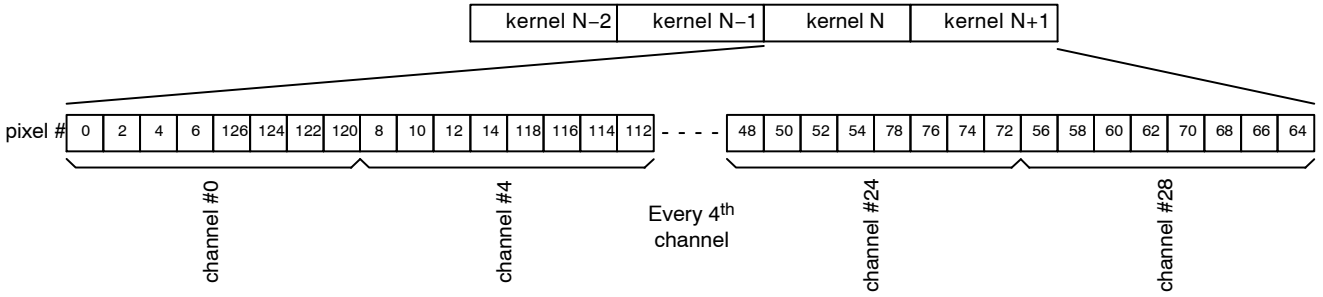 kernel N−2 kernel N−1 kernel N kernel N+1
pixel # 0 2 4 6 126 124 122 120 8 10 12 14 118 116 114 112 - - - - 48 50 52 54 78 76 74 72 56 58 60 62 70 68 66 64
channel #0 channel #4 channel #24 channel #28
Every 4th
channel